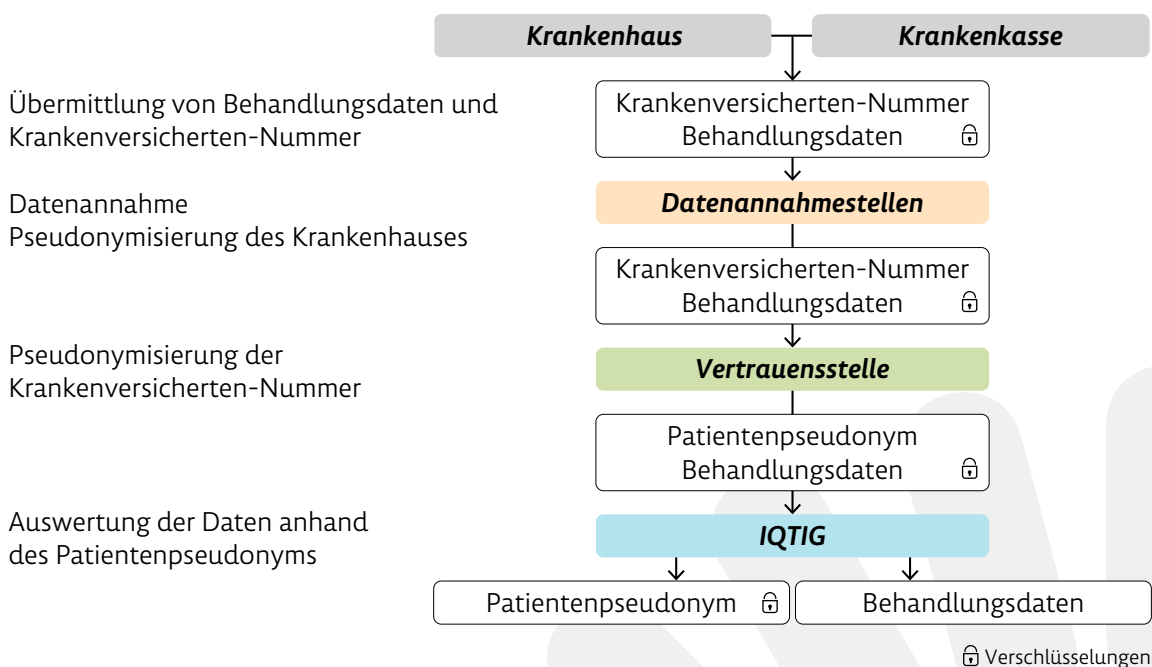 Krankenhaus
Krankenkasse
Übermittlung von Behandlungsdaten und
Krankenversicherten-Nummer
Krankenversicherten-Nummer
Behandlungsdaten
Datenannahme
Pseudonymisierung des Krankenhauses
Datenannahmestellen
Krankenversicherten-Nummer
Behandlungsdaten
Pseudonymisierung der
Krankenversicherten-Nummer
Vertrauensstelle
Patientenpseudonym
Behandlungsdaten
Auswertung der Daten anhand
des Patientenpseudonyms
IQTIG
Patientenpseudonym
Behandlungsdaten
Verschlüsselungen